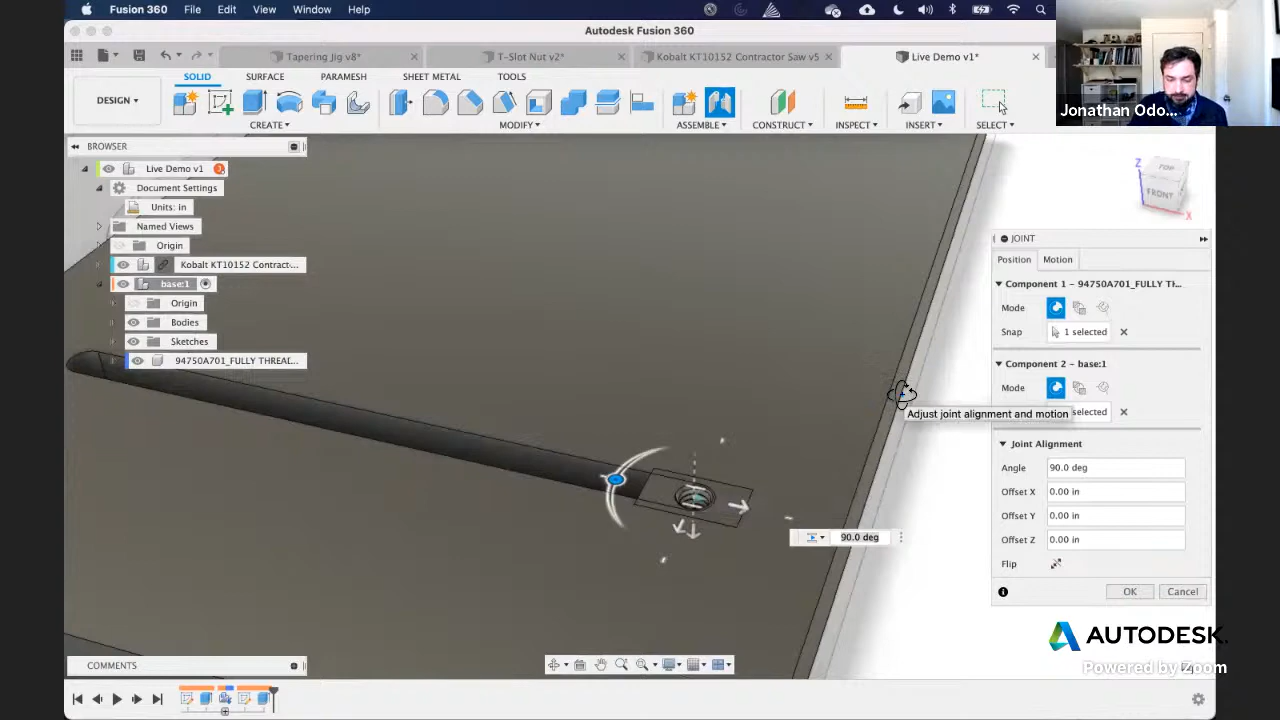 Fusion 360 File Edit View Window Help
Autodesk Fusion 360
Tapering Jig v8*
T-Slot Nut v2*
Kobalt KT10152 Contractor Saw v5
Live Demo v1*
SOLID SURFACE PARAMESH SHEET METAL TOOLS
DESIGN
CREATE MODIFY ASSEMBLE CONSTRUCT INSPECT INSERT SELECT
Jonathan Odo...
BROWSER
Live Demo v1
Document Settings
Units: in
Named Views
Origin
Kobalt KT10152 Contract...
base:1
Origin
Bodies
Sketches
94750A701_FULLY THREAD...
TOP
FRONT
Z
X
JOINT
Position Motion
Component 1 - 94750A701_FULLY TH...
Mode
Snap 1 selected
Component 2 - base:1
Mode
selected
Adjust joint alignment and motion
Joint Alignment
Angle 90.0 deg
Offset X 0.00 in
Offset Y 0.00 in
Offset Z 0.00 in
Flip
OK Cancel
90.0 deg
AUTODESK.
Powered by Zoom
COMMENTS